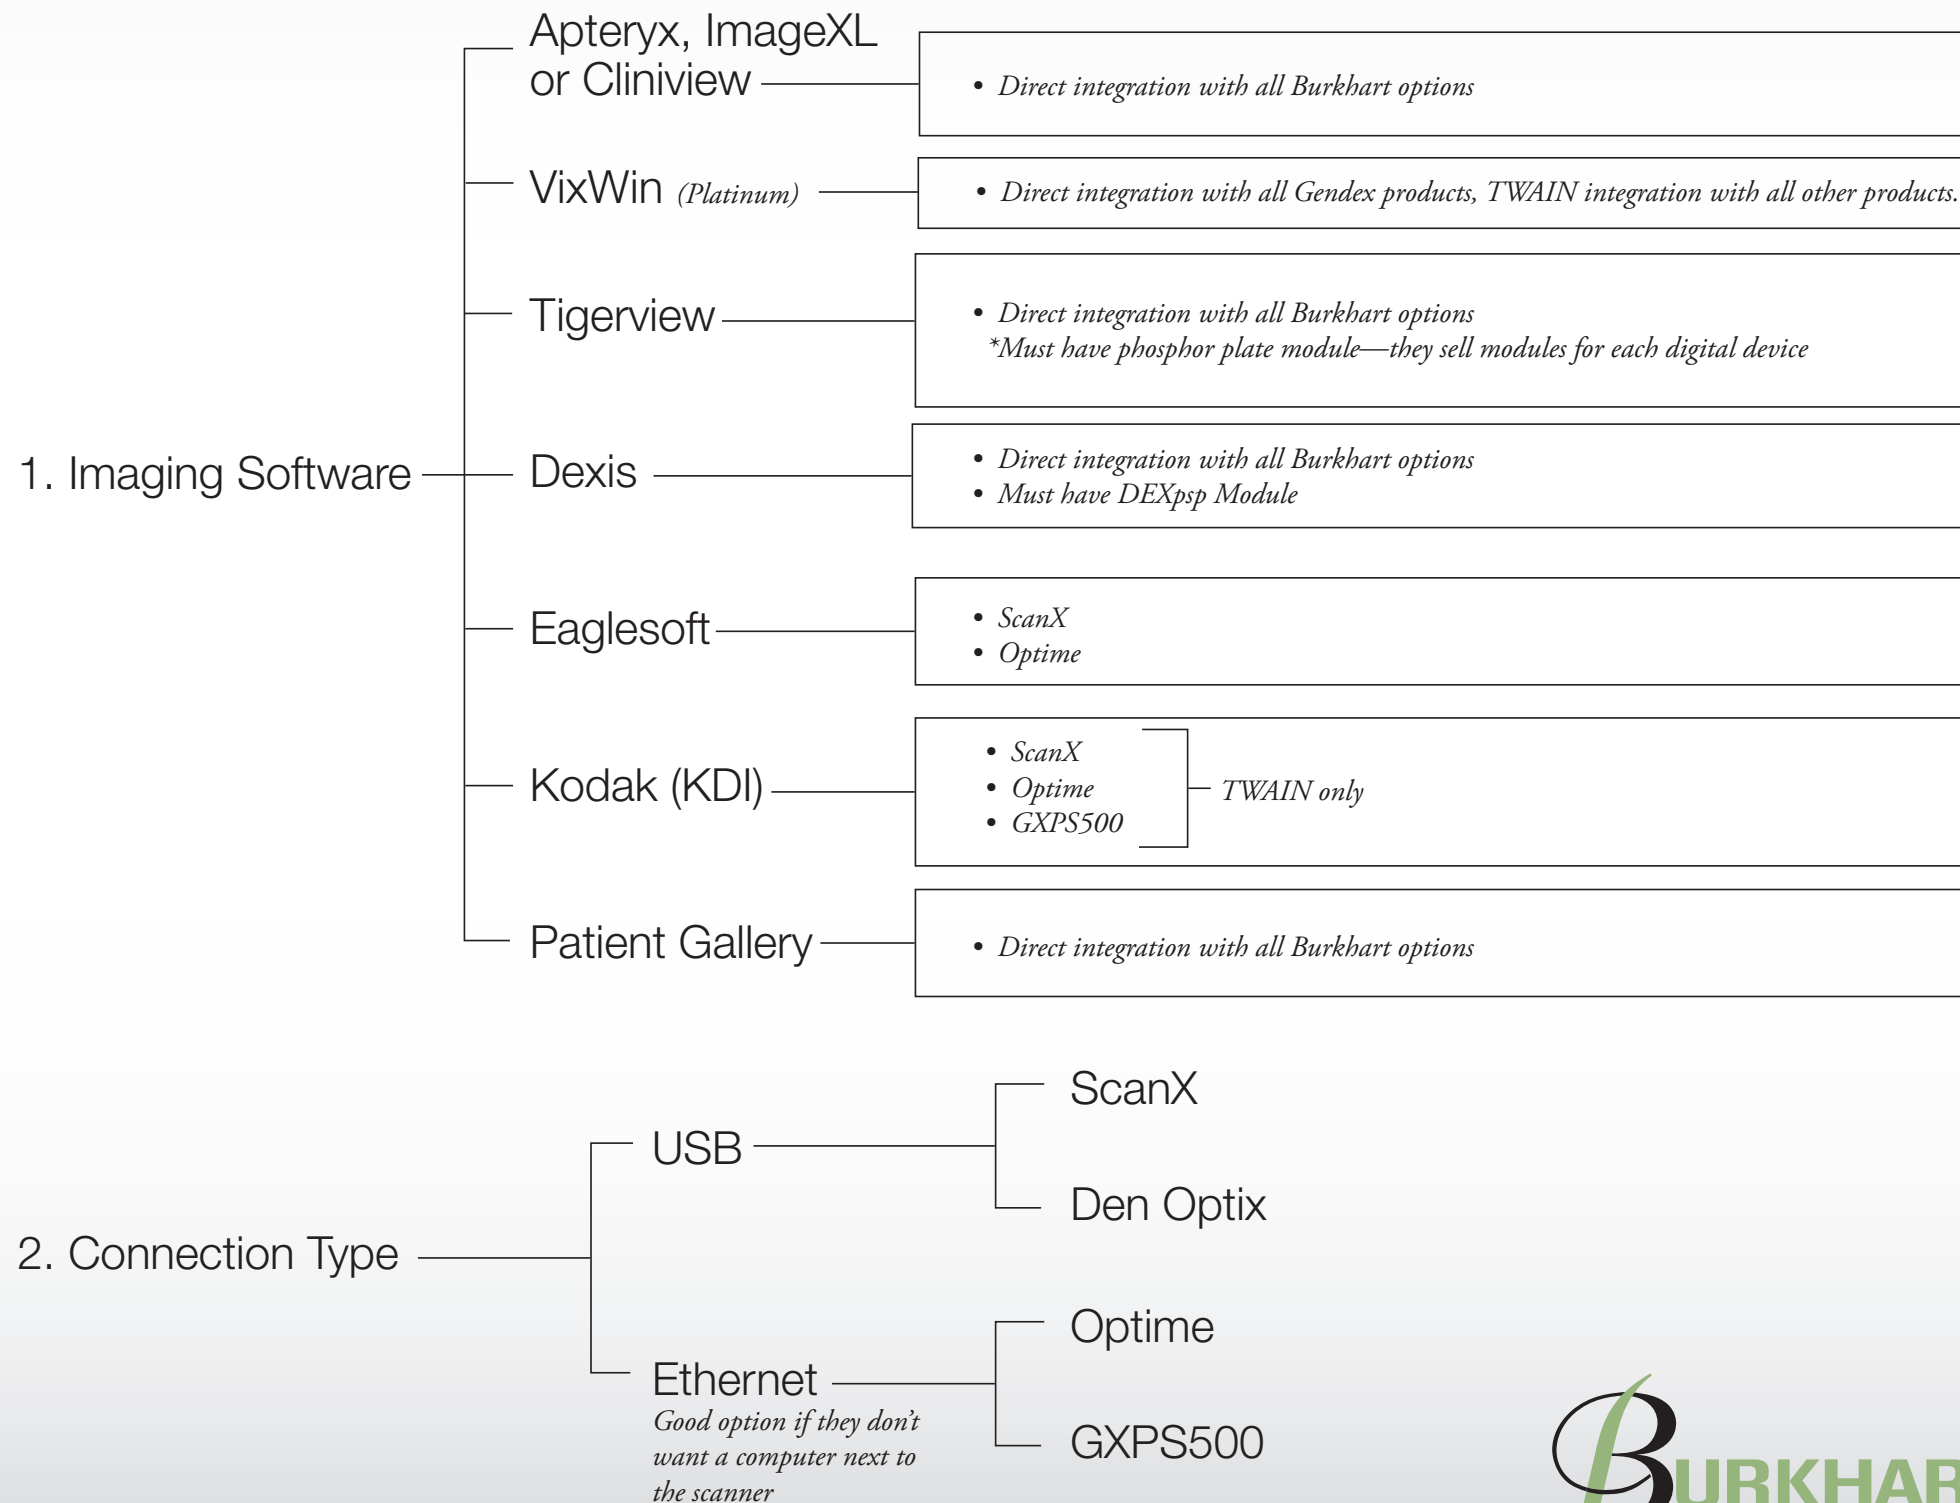 Apteryx, ImageXL
or Cliniview
• Direct integration with all Burkhart options
VixWin (Platinum)
• Direct integration with all Gendex products, TWAIN integration with all other products.
Tigerview
• Direct integration with all Burkhart options
*Must have phosphor plate module—they sell modules for each digital device
1. Imaging Software
Dexis
• Direct integration with all Burkhart options
• Must have DEXpsp Module
Eaglesoft
• ScanX
• Optime
Kodak (KDI)
• ScanX
• Optime
• GXPS500
TWAIN only
Patient Gallery
• Direct integration with all Burkhart options
2. Connection Type
USB
ScanX
Den Optix
Ethernet
Good option if they don't
want a computer next to
the scanner
Optime
GXPS500
BURKHAR